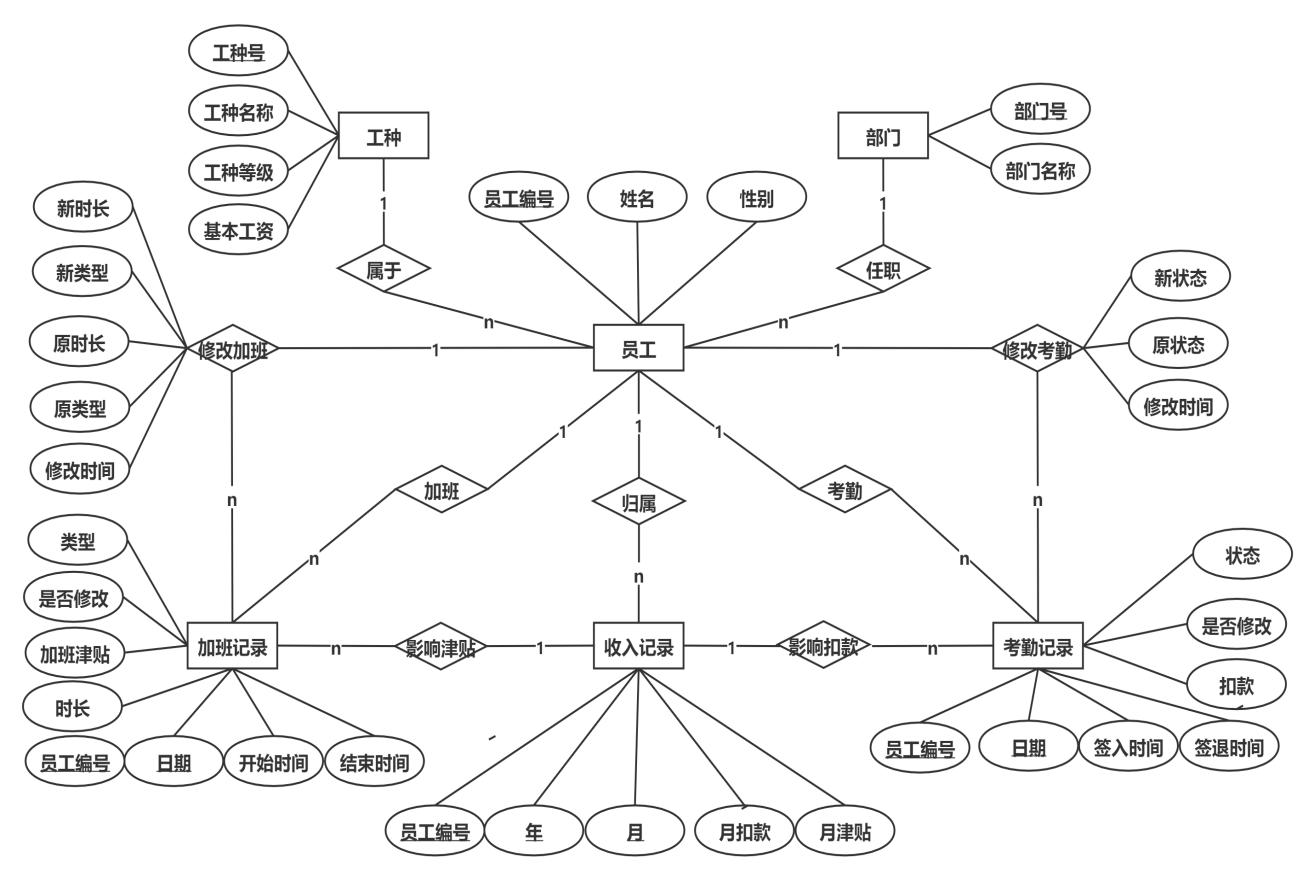 工种号
工种名称
工种等级
基本工资
工种
部门
部门号
部门名称
1
1
员工编号
姓名
性别
新时长
新类型
原时长
原类型
修改时间
属于
任职
新状态
原状态
修改时间
n
n
修改加班
1
员工
1
修改考勤
1
1
1
加班
归属
考勤
n
n
n
n
n
类型
是否修改
加班津贴
时长
员工编号
日期
开始时间
结束时间
状态
是否修改
扣款
加班记录
n
影响津贴
1
收入记录
1
影响扣款
n
考勤记录
员工编号
日期
签入时间
签退时间
员工编号
年
月
月扣款
月津贴